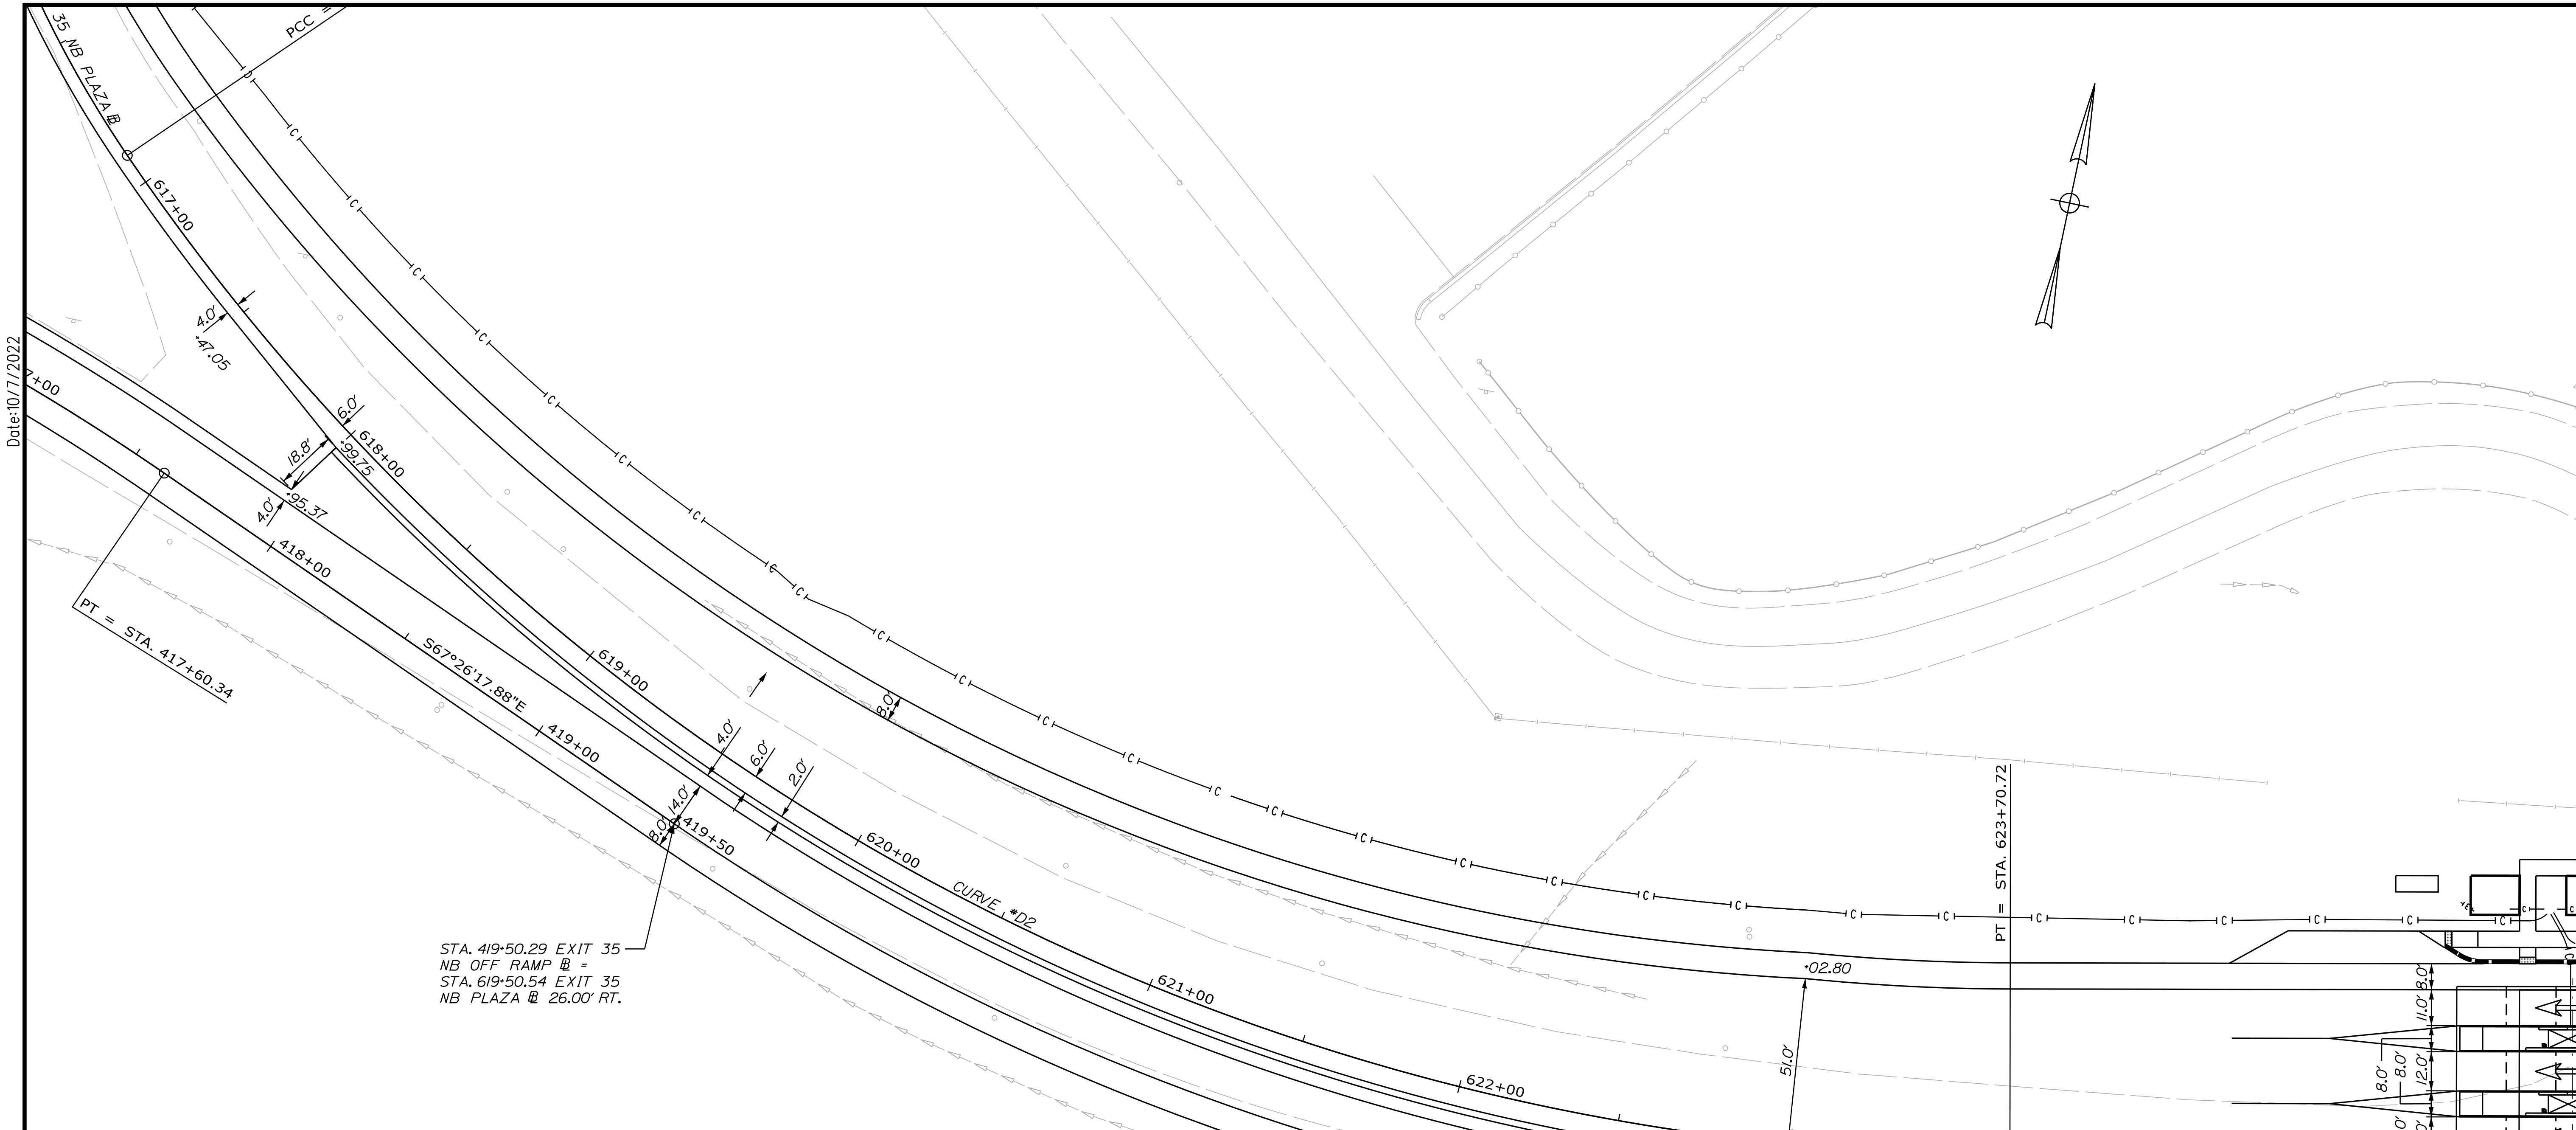 PCC =
35 NB PLAZA BL
617+00
4.0'
+47.05
Date:10/7/2022
7+00
6.0'
618+00
18.8'
+99.75
+95.37
4.0'
418+00
PT = STA. 417+60.34
S67°26'17.88"E
619+00
419+00
8.0'
4.0'
6.0'
2.0'
14.0'
8.0'
419+50
620+00
CURVE #D2
STA. 419+50.29 EXIT 35
NB OFF RAMP BL =
STA. 619+50.54 EXIT 35
NB PLAZA BL 26.00' RT.
621+00
622+00
PT = STA. 623+70.72
+02.80
51.0'
8.0'
11.0'
12.0'
8.0'
8.0'